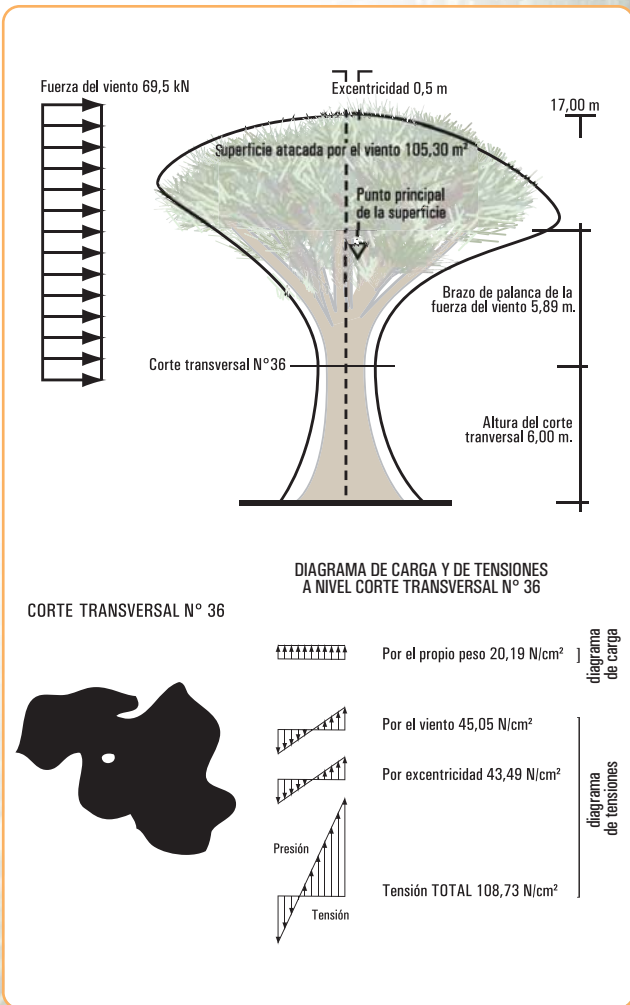 Fuerza del viento 69,5 kN
Excentricidad 0,5 m
17,00 m
Superficie atacada por el viento 105,30 m²
Punto principal
de la superficie
Brazo de palanca de la
fuerza del viento 5,89 m.
Corte transversal N°36
Altura del corte
tranversal 6,00 m.
DIAGRAMA DE CARGA Y DE TENSIONES
A NIVEL CORTE TRANSVERSAL N° 36
CORTE TRANSVERSAL N° 36
Por el propio peso 20,19 N/cm²
diagrama
de carga
Por el viento 45,05 N/cm²
Por excentricidad 43,49 N/cm²
diagrama
de tensiones
Presión
Tensión TOTAL 108,73 N/cm²
Tensión